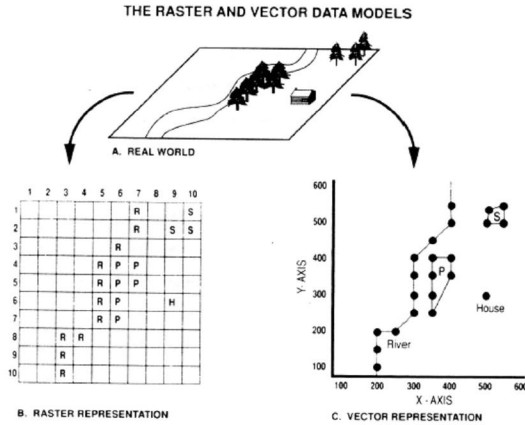 THE RASTER AND VECTOR DATA MODELS
A. REAL WORLD
1 2 3 4 5 6 7 8 9 10
1 R S
2 R S S
3 R
4 R P P
5 R P P
6 R P H
7 R P
8 R R
9 R
10 R
B. RASTER REPRESENTATION
600
500
400
300
200
100
Y-AXIS
S
P
House
River
100 200 300 400 500 600
X-AXIS
C. VECTOR REPRESENTATION